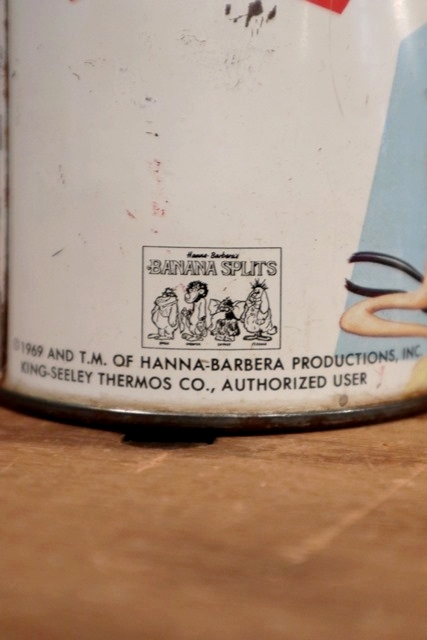 Hanna-Barbera's
BANANA SPLITS
©1969 AND T.M. OF HANNA-BARBERA PRODUCTIONS, INC.
KING-SEELEY THERMOS CO., AUTHORIZED USER